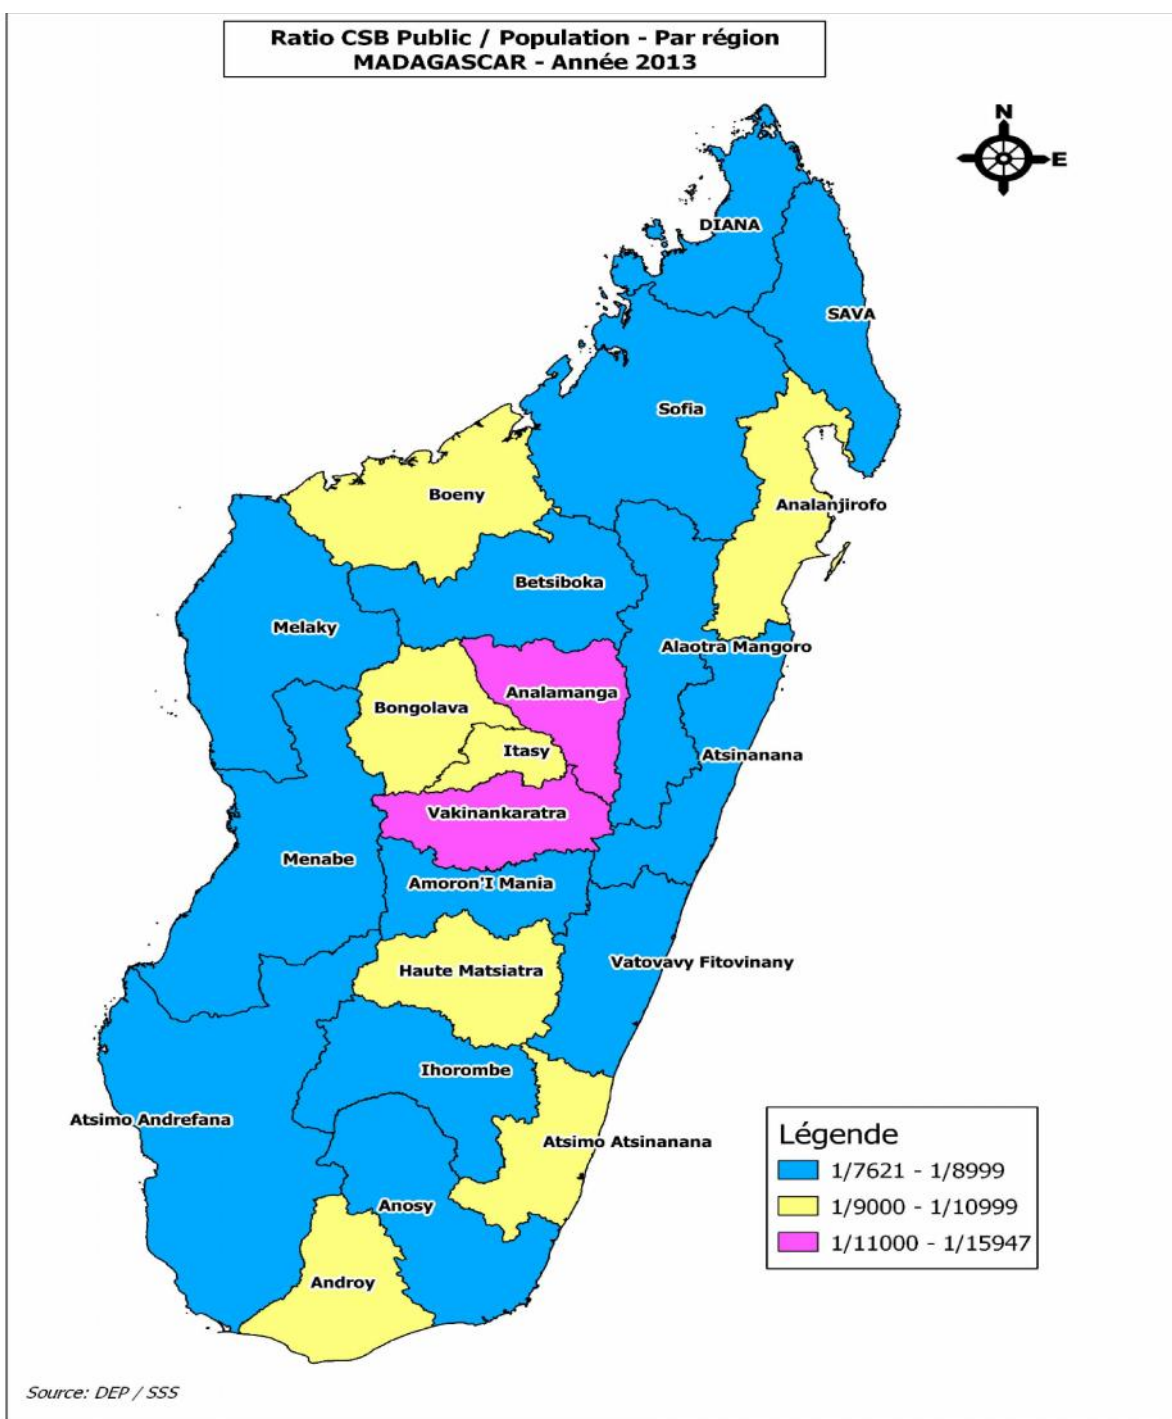 Ratio CSB Public / Population - Par région
MADAGASCAR - Année 2013
N
E
DIANA
SAVA
Sofia
Boeny
Analanjirofo
Betsiboka
Melaky
Alaotra Mangoro
Analamanga
Bongolava
Itasy
Atsinanana
Vakinankaratra
Menabe
Amoron'I Mania
Vatovavy Fitovinany
Haute Matsiatra
Ihorombe
Atsimo Andrefana
Atsimo Atsinanana
Anosy
Androy
Légende
1/7621 - 1/8999
1/9000 - 1/10999
1/11000 - 1/15947
Source: DEP / SSS